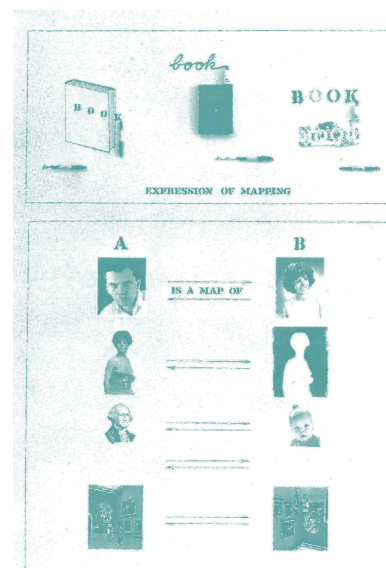 book
BOOK
BOOK
EXPRESSION OF MAPPING
A
B
IS A MAP OF